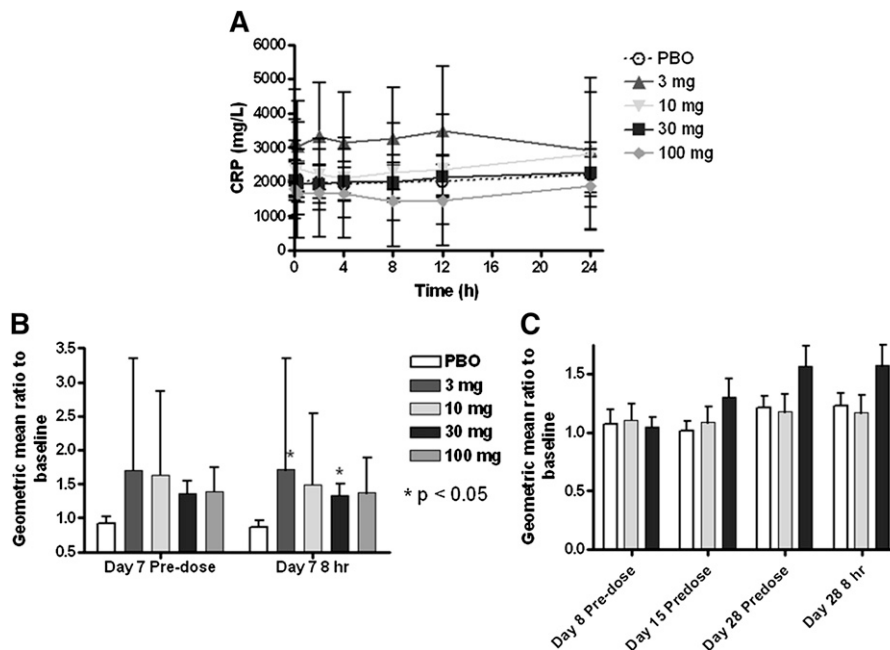 A
6000
5000
4000
3000
2000
1000
0
CRP (mg/L)
0 4 8 12 16 20 24
Time (h)
PBO
3 mg
10 mg
30 mg
100 mg
B
3.5
3.0
2.5
2.0
1.5
1.0
0.5
Geometric mean ratio to
baseline
* *
Day 7 Pre-dose Day 7 8 hr
PBO
3 mg
10 mg
30 mg
100 mg
* p < 0.05
C
1.5
1.0
0.5
0.0
Geometric mean ratio to
baseline
Day 8 Pre-dose
Day 15 Predose
Day 28 Predose
Day 28 8 hr